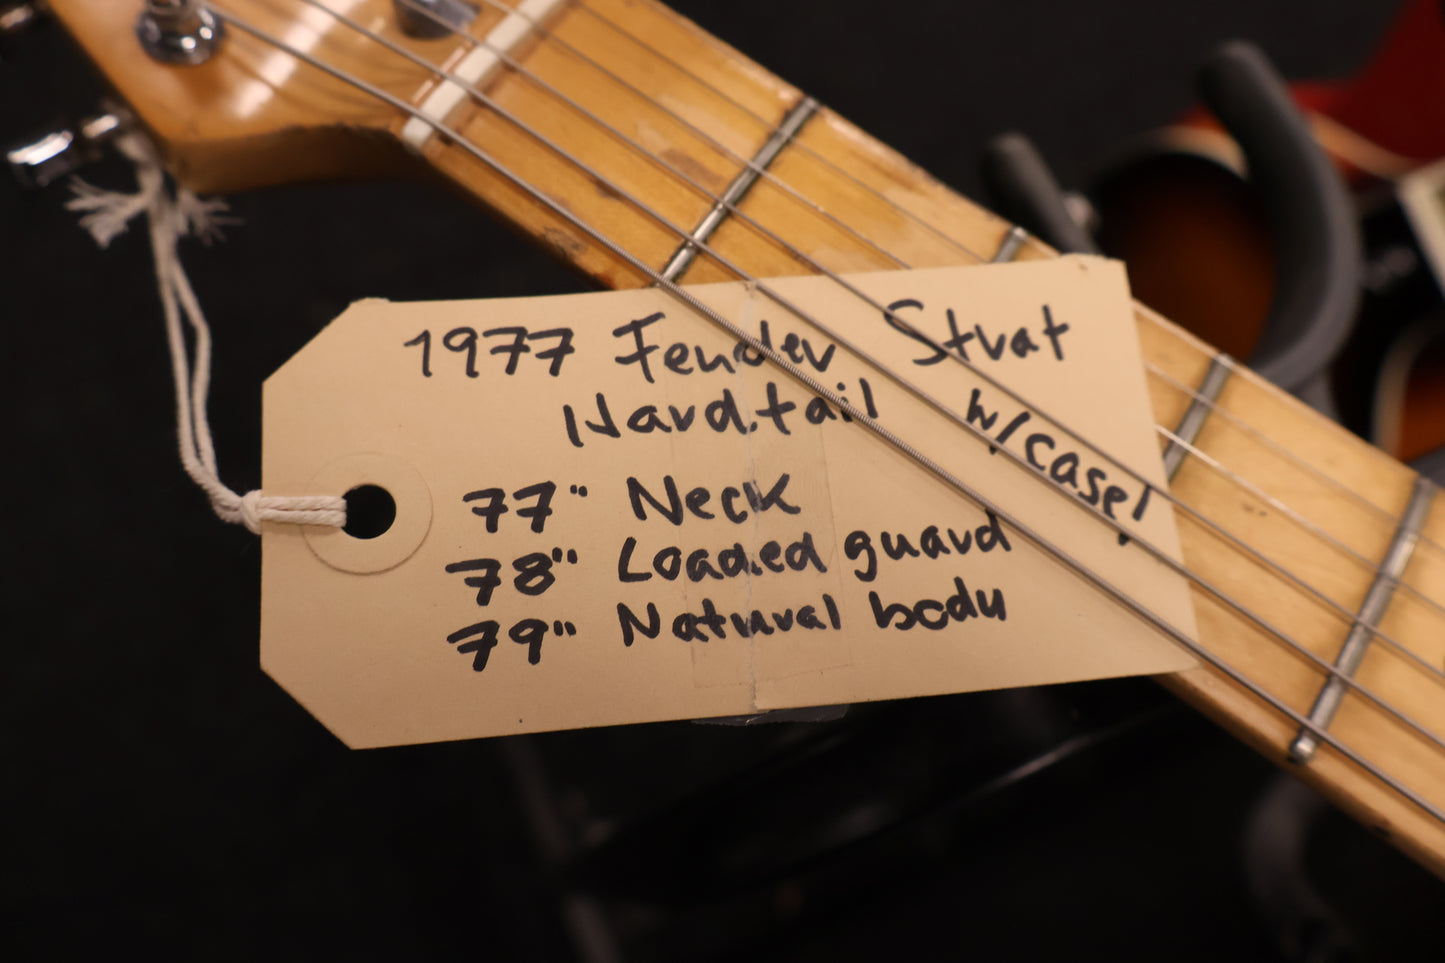 1977 Fender Strat
Hardtail w/case!
77" Neck
78" Loaded guard
79" Natural body